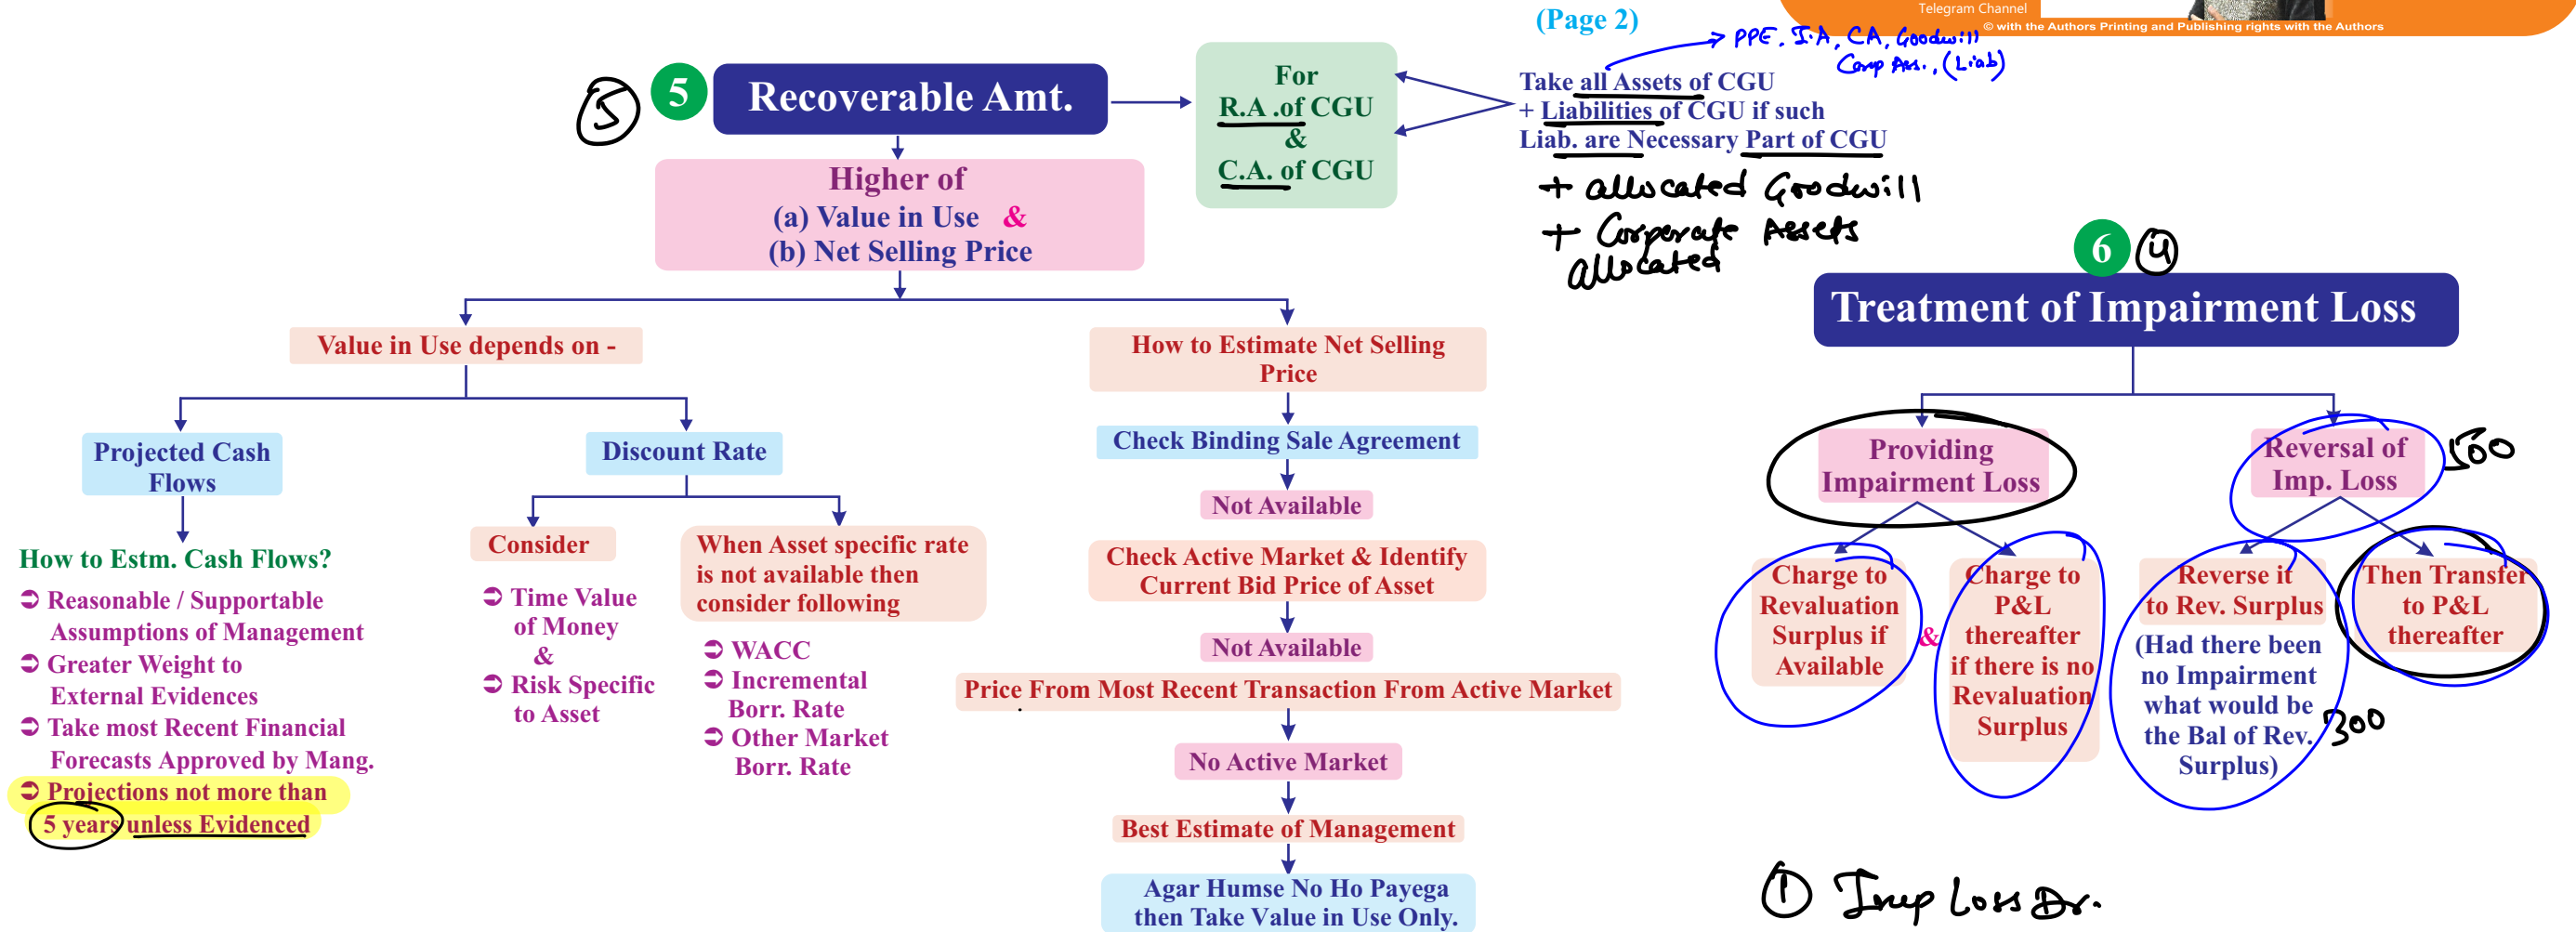 (Page 2)
Telegram Channel
© with the Authors Printing and Publishing rights with the Authors
→ PPE, I.A, CA, Goodwill
Corp Ass., (Liab)
5
5
Recoverable Amt.
For
R.A .of CGU
&
C.A. of CGU
Take all Assets of CGU
+ Liabilities of CGU if such
Liab. are Necessary Part of CGU
+ allocated Goodwill
+ Corporate Assets
allocated
Higher of
(a) Value in Use &
(b) Net Selling Price
Value in Use depends on -
Projected Cash
Flows
How to Estm. Cash Flows?
➲ Reasonable / Supportable
Assumptions of Management
➲ Greater Weight to
External Evidences
➲ Take most Recent Financial
Forecasts Approved by Mang.
➲ Projections not more than
5 years unless Evidenced
Discount Rate
Consider
➲ Time Value
of Money
&
➲ Risk Specific
to Asset
When Asset specific rate
is not available then
consider following
➲ WACC
➲ Incremental
Borr. Rate
➲ Other Market
Borr. Rate
How to Estimate Net Selling
Price
Check Binding Sale Agreement
Not Available
Check Active Market & Identify
Current Bid Price of Asset
Not Available
Price From Most Recent Transaction From Active Market
No Active Market
Best Estimate of Management
Agar Humse No Ho Payega
then Take Value in Use Only.
6
4
Treatment of Impairment Loss
Providing
Impairment Loss
Charge to
Revaluation
Surplus if
Available
&
Charge to
P&L
thereafter
if there is no
Revaluation
Surplus
Reversal of
Imp. Loss
500
Reverse it
to Rev. Surplus
(Had there been
no Impairment
what would be
the Bal of Rev.
Surplus)
300
Then Transfer
to P&L
thereafter
1 Imp Loss Dr.